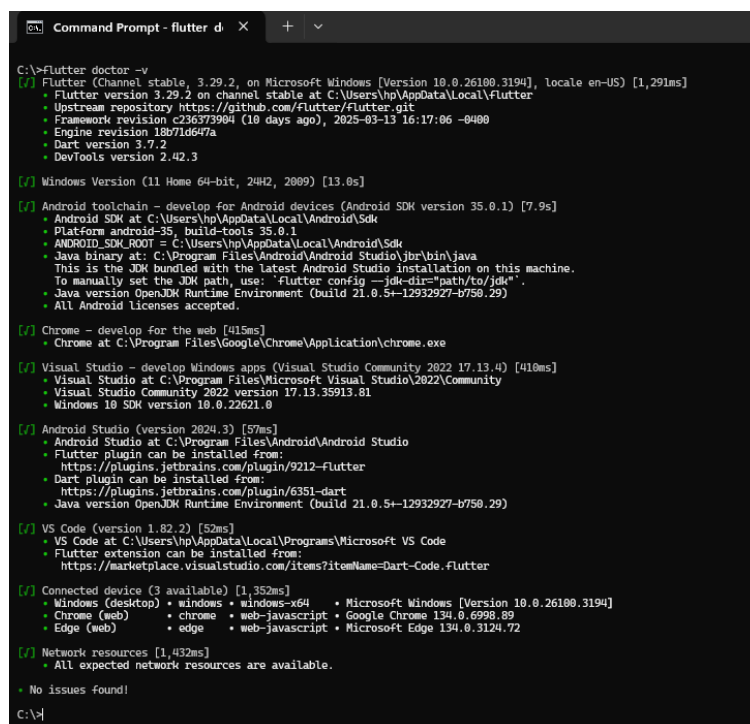 Command Prompt - flutter d
C:\>flutter doctor -v
[√] Flutter (Channel stable, 3.29.2, on Microsoft Windows [Version 10.0.26100.3194], locale en-US) [1,291ms]
• Flutter version 3.29.2 on channel stable at C:\Users\hp\AppData\Local\flutter
• Upstream repository https://github.com/flutter/flutter.git
• Framework revision c236373904 (10 days ago), 2025-03-13 16:17:06 -0400
• Engine revision 18b71d647a
• Dart version 3.7.2
• DevTools version 2.42.3
[√] Windows Version (11 Home 64-bit, 24H2, 2009) [13.0s]
[√] Android toolchain - develop for Android devices (Android SDK version 35.0.1) [7.9s]
• Android SDK at C:\Users\hp\AppData\Local\Android\Sdk
• Platform android-35, build-tools 35.0.1
• ANDROID_SDK_ROOT = C:\Users\hp\AppData\Local\Android\Sdk
• Java binary at: C:\Program Files\Android\Android Studio\jbr\bin\java
This is the JDK bundled with the latest Android Studio installation on this machine.
To manually set the JDK path, use: `flutter config --jdk-dir="path/to/jdk"`.
• Java version OpenJDK Runtime Environment (build 21.0.5+-12932927-b750.29)
• All Android licenses accepted.
[√] Chrome - develop for the web [415ms]
• Chrome at C:\Program Files\Google\Chrome\Application\chrome.exe
[√] Visual Studio - develop Windows apps (Visual Studio Community 2022 17.13.4) [410ms]
• Visual Studio at C:\Program Files\Microsoft Visual Studio\2022\Community
• Visual Studio Community 2022 version 17.13.35913.81
• Windows 10 SDK version 10.0.22621.0
[√] Android Studio (version 2024.3) [57ms]
• Android Studio at C:\Program Files\Android\Android Studio
• Flutter plugin can be installed from:
https://plugins.jetbrains.com/plugin/9212-flutter
• Dart plugin can be installed from:
https://plugins.jetbrains.com/plugin/6351-dart
• Java version OpenJDK Runtime Environment (build 21.0.5+-12932927-b750.29)
[√] VS Code (version 1.82.2) [52ms]
• VS Code at C:\Users\hp\AppData\Local\Programs\Microsoft VS Code
• Flutter extension can be installed from:
https://marketplace.visualstudio.com/items?itemName=Dart-Code.flutter
[√] Connected device (3 available) [1,352ms]
• Windows (desktop) • windows • windows-x64 • Microsoft Windows [Version 10.0.26100.3194]
• Chrome (web) • chrome • web-javascript • Google Chrome 134.0.6998.89
• Edge (web) • edge • web-javascript • Microsoft Edge 134.0.3124.72
[√] Network resources [1,432ms]
• All expected network resources are available.
• No issues found!
C:\>